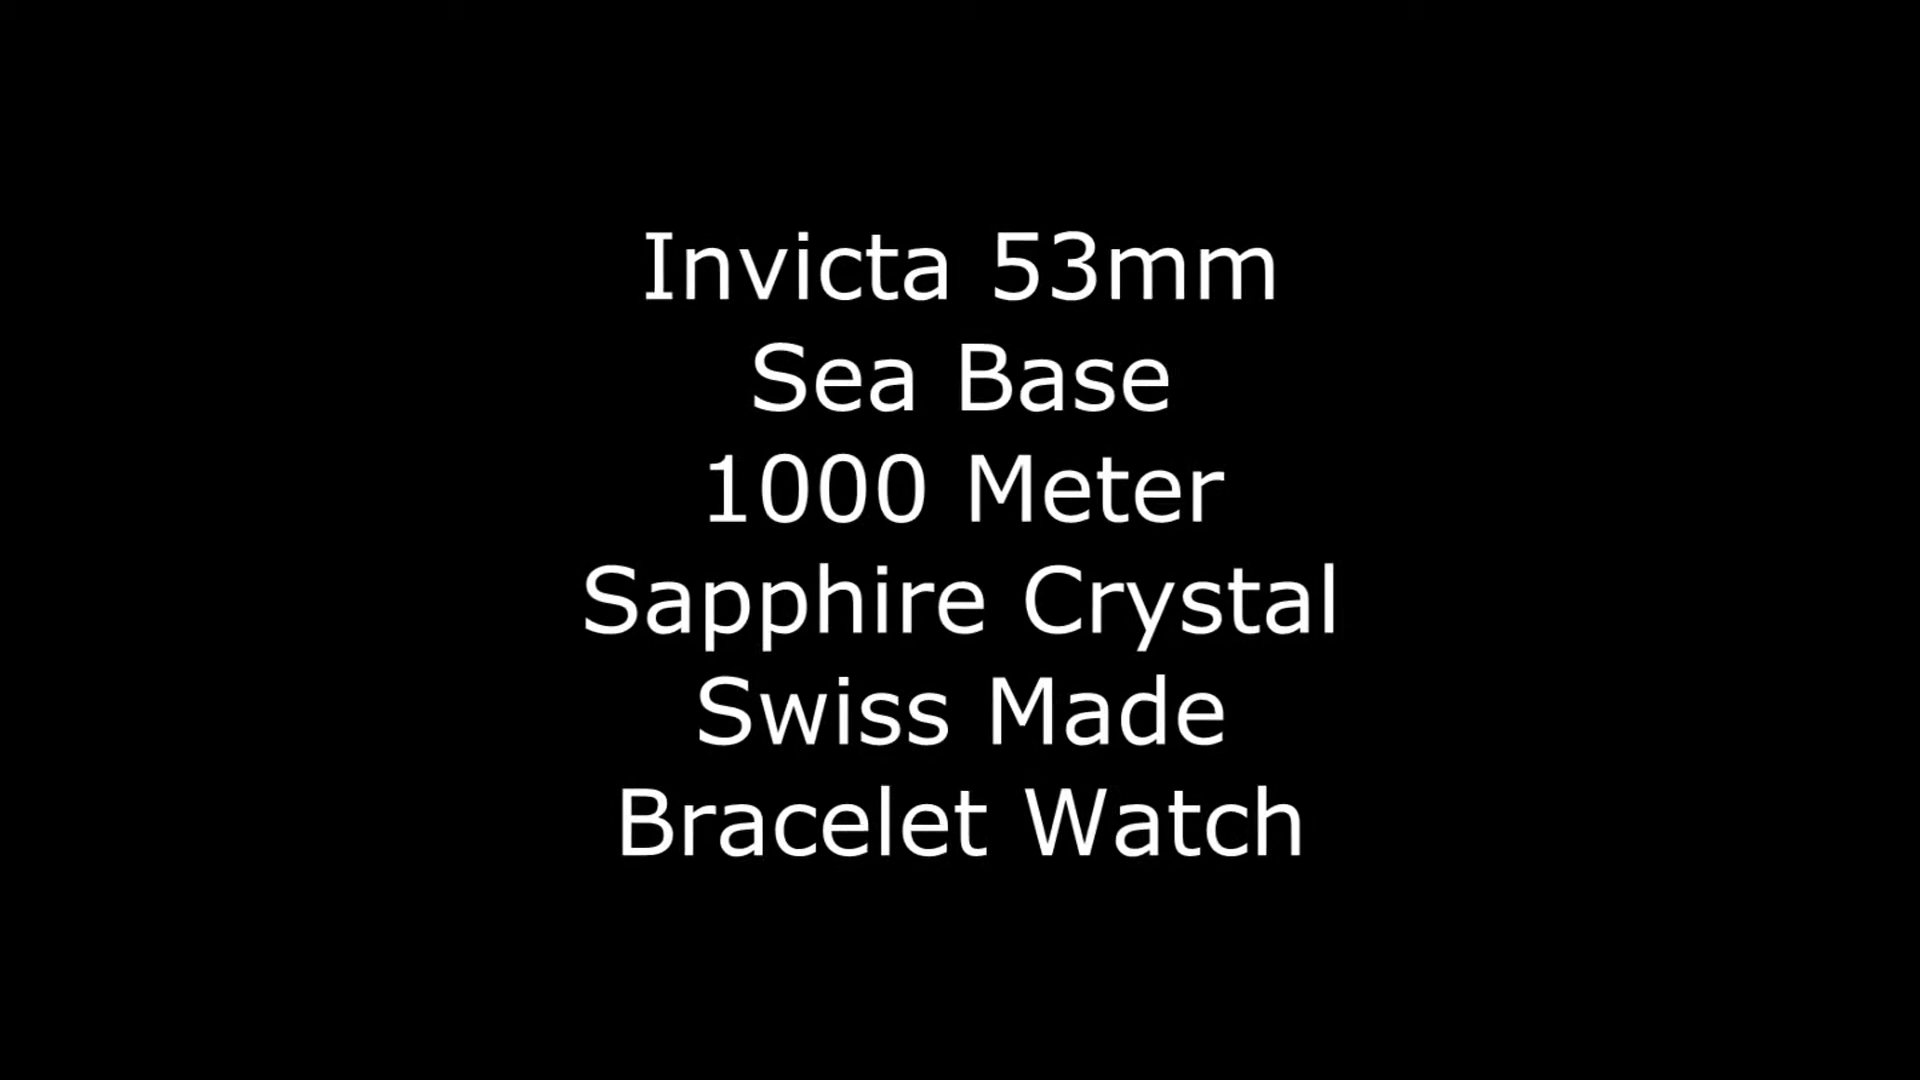 Invicta 53mm
Sea Base
1000 Meter
Sapphire Crystal
Swiss Made
Bracelet Watch